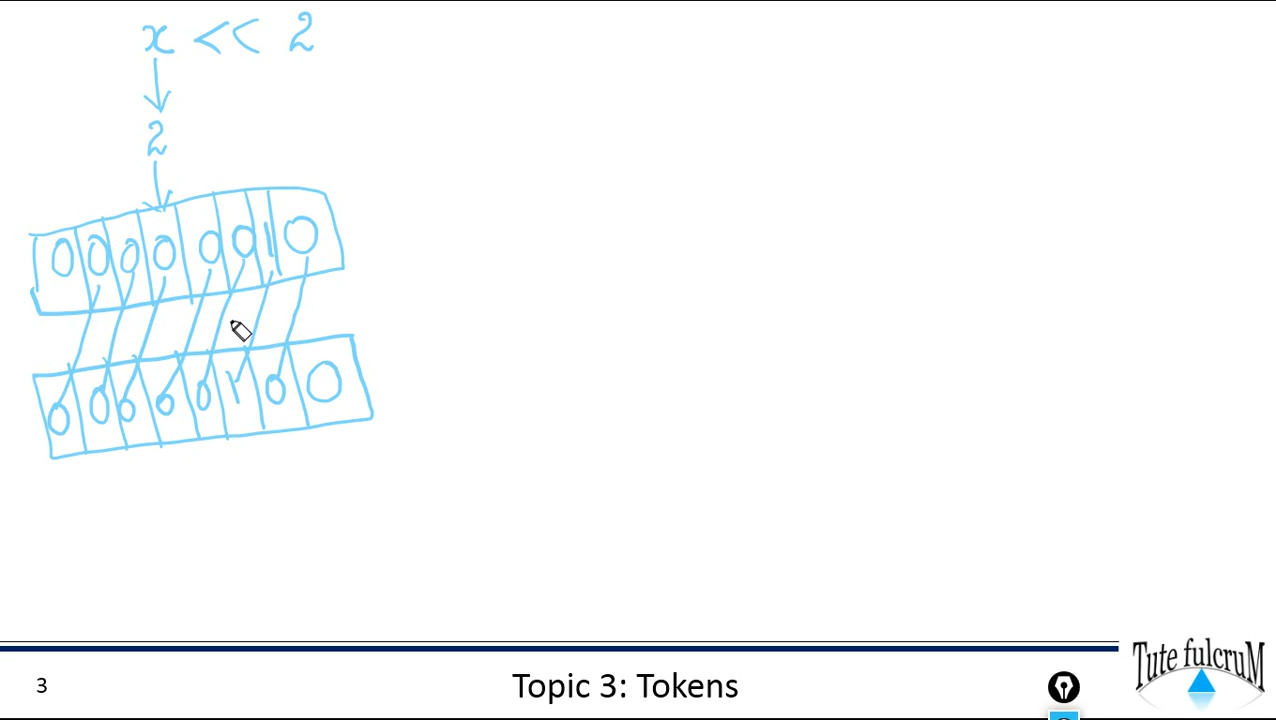 x << 2
2
0 0 0 0 0 0 1 0
0 0 0 0 0 1 0 0
3
Topic 3: Tokens
Tute fulcruM